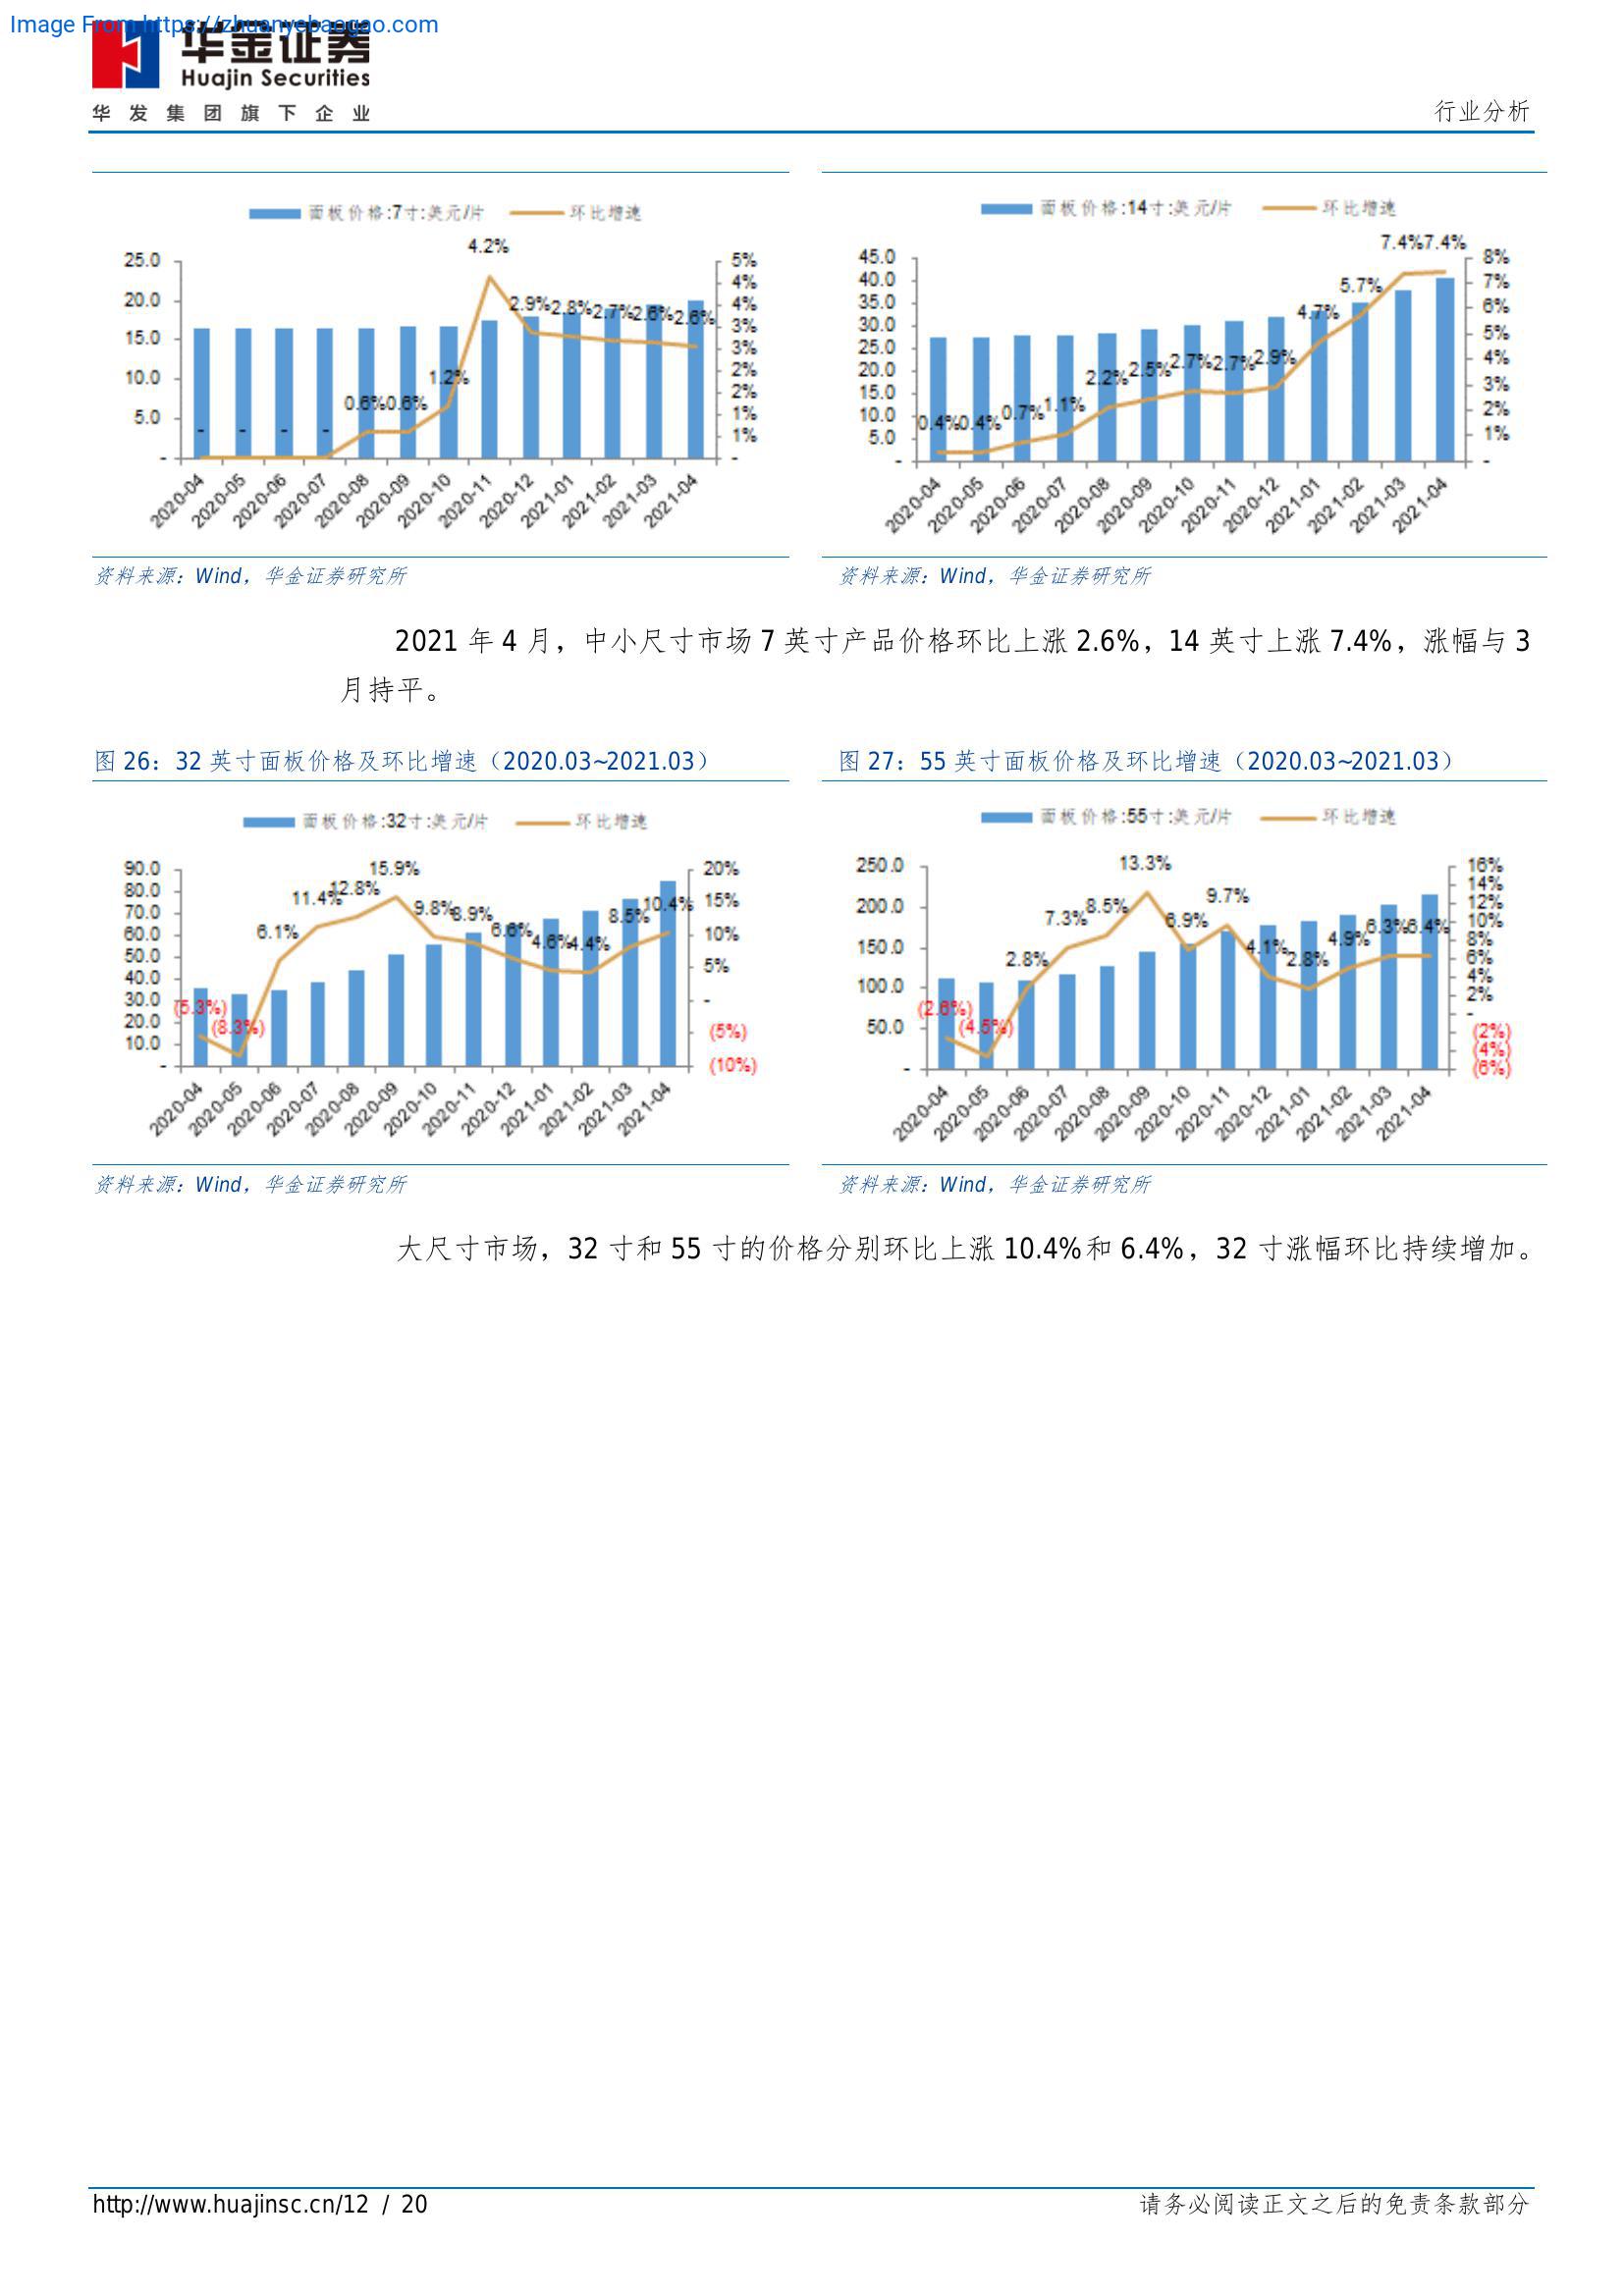 Image From https://zhuanyebaogao.com
华金证券
Huajin Securities
华发集团旗下企业
行业分析
面板价格:7寸:美元/片 环比增速
25.0
20.0
15.0
10.0
5.0
-
5%
4%
4%
3%
3%
2%
2%
1%
1%
-
- - - - 0.6% 0.6% 1.2% 4.2% 2.9% 2.8% 2.7% 2.6% 2.6%
2020-04 2020-05 2020-06 2020-07 2020-08 2020-09 2020-10 2020-11 2020-12 2021-01 2021-02 2021-03 2021-04
资料来源：Wind，华金证券研究所
面板价格:14寸:美元/片 环比增速
45.0
40.0
35.0
30.0
25.0
20.0
15.0
10.0
5.0
-
8%
7%
6%
5%
4%
3%
2%
1%
-
0.4% 0.4% 0.7% 1.1% 2.2% 2.5% 2.7% 2.7% 2.9% 4.7% 5.7% 7.4% 7.4%
2020-04 2020-05 2020-06 2020-07 2020-08 2020-09 2020-10 2020-11 2020-12 2021-01 2021-02 2021-03 2021-04
资料来源：Wind，华金证券研究所
2021 年 4 月，中小尺寸市场 7 英寸产品价格环比上涨 2.6%，14 英寸上涨 7.4%，涨幅与 3
月持平。
图 26：32 英寸面板价格及环比增速（2020.03~2021.03）
面板价格:32寸:美元/片 环比增速
90.0
80.0
70.0
60.0
50.0
40.0
30.0
20.0
10.0
-
20%
15%
10%
5%
-
(5%)
(10%)
(5.3%) (8.3%) 6.1% 11.4% 12.8% 15.9% 9.8% 8.9% 6.6% 4.6% 4.4% 8.5% 10.4%
2020-04 2020-05 2020-06 2020-07 2020-08 2020-09 2020-10 2020-11 2020-12 2021-01 2021-02 2021-03 2021-04
资料来源：Wind，华金证券研究所
图 27：55 英寸面板价格及环比增速（2020.03~2021.03）
面板价格:55寸:美元/片 环比增速
250.0
200.0
150.0
100.0
50.0
-
16%
14%
12%
10%
8%
6%
4%
2%
-
(2%)
(4%)
(6%)
(2.6%) (4.5%) 2.8% 7.3% 8.5% 13.3% 6.9% 9.7% 4.1% 2.8% 4.9% 6.3% 6.4%
2020-04 2020-05 2020-06 2020-07 2020-08 2020-09 2020-10 2020-11 2020-12 2021-01 2021-02 2021-03 2021-04
资料来源：Wind，华金证券研究所
大尺寸市场，32 寸和 55 寸的价格分别环比上涨 10.4%和 6.4%，32 寸涨幅环比持续增加。
http://www.huajinsc.cn/12 / 20
请务必阅读正文之后的免责条款部分